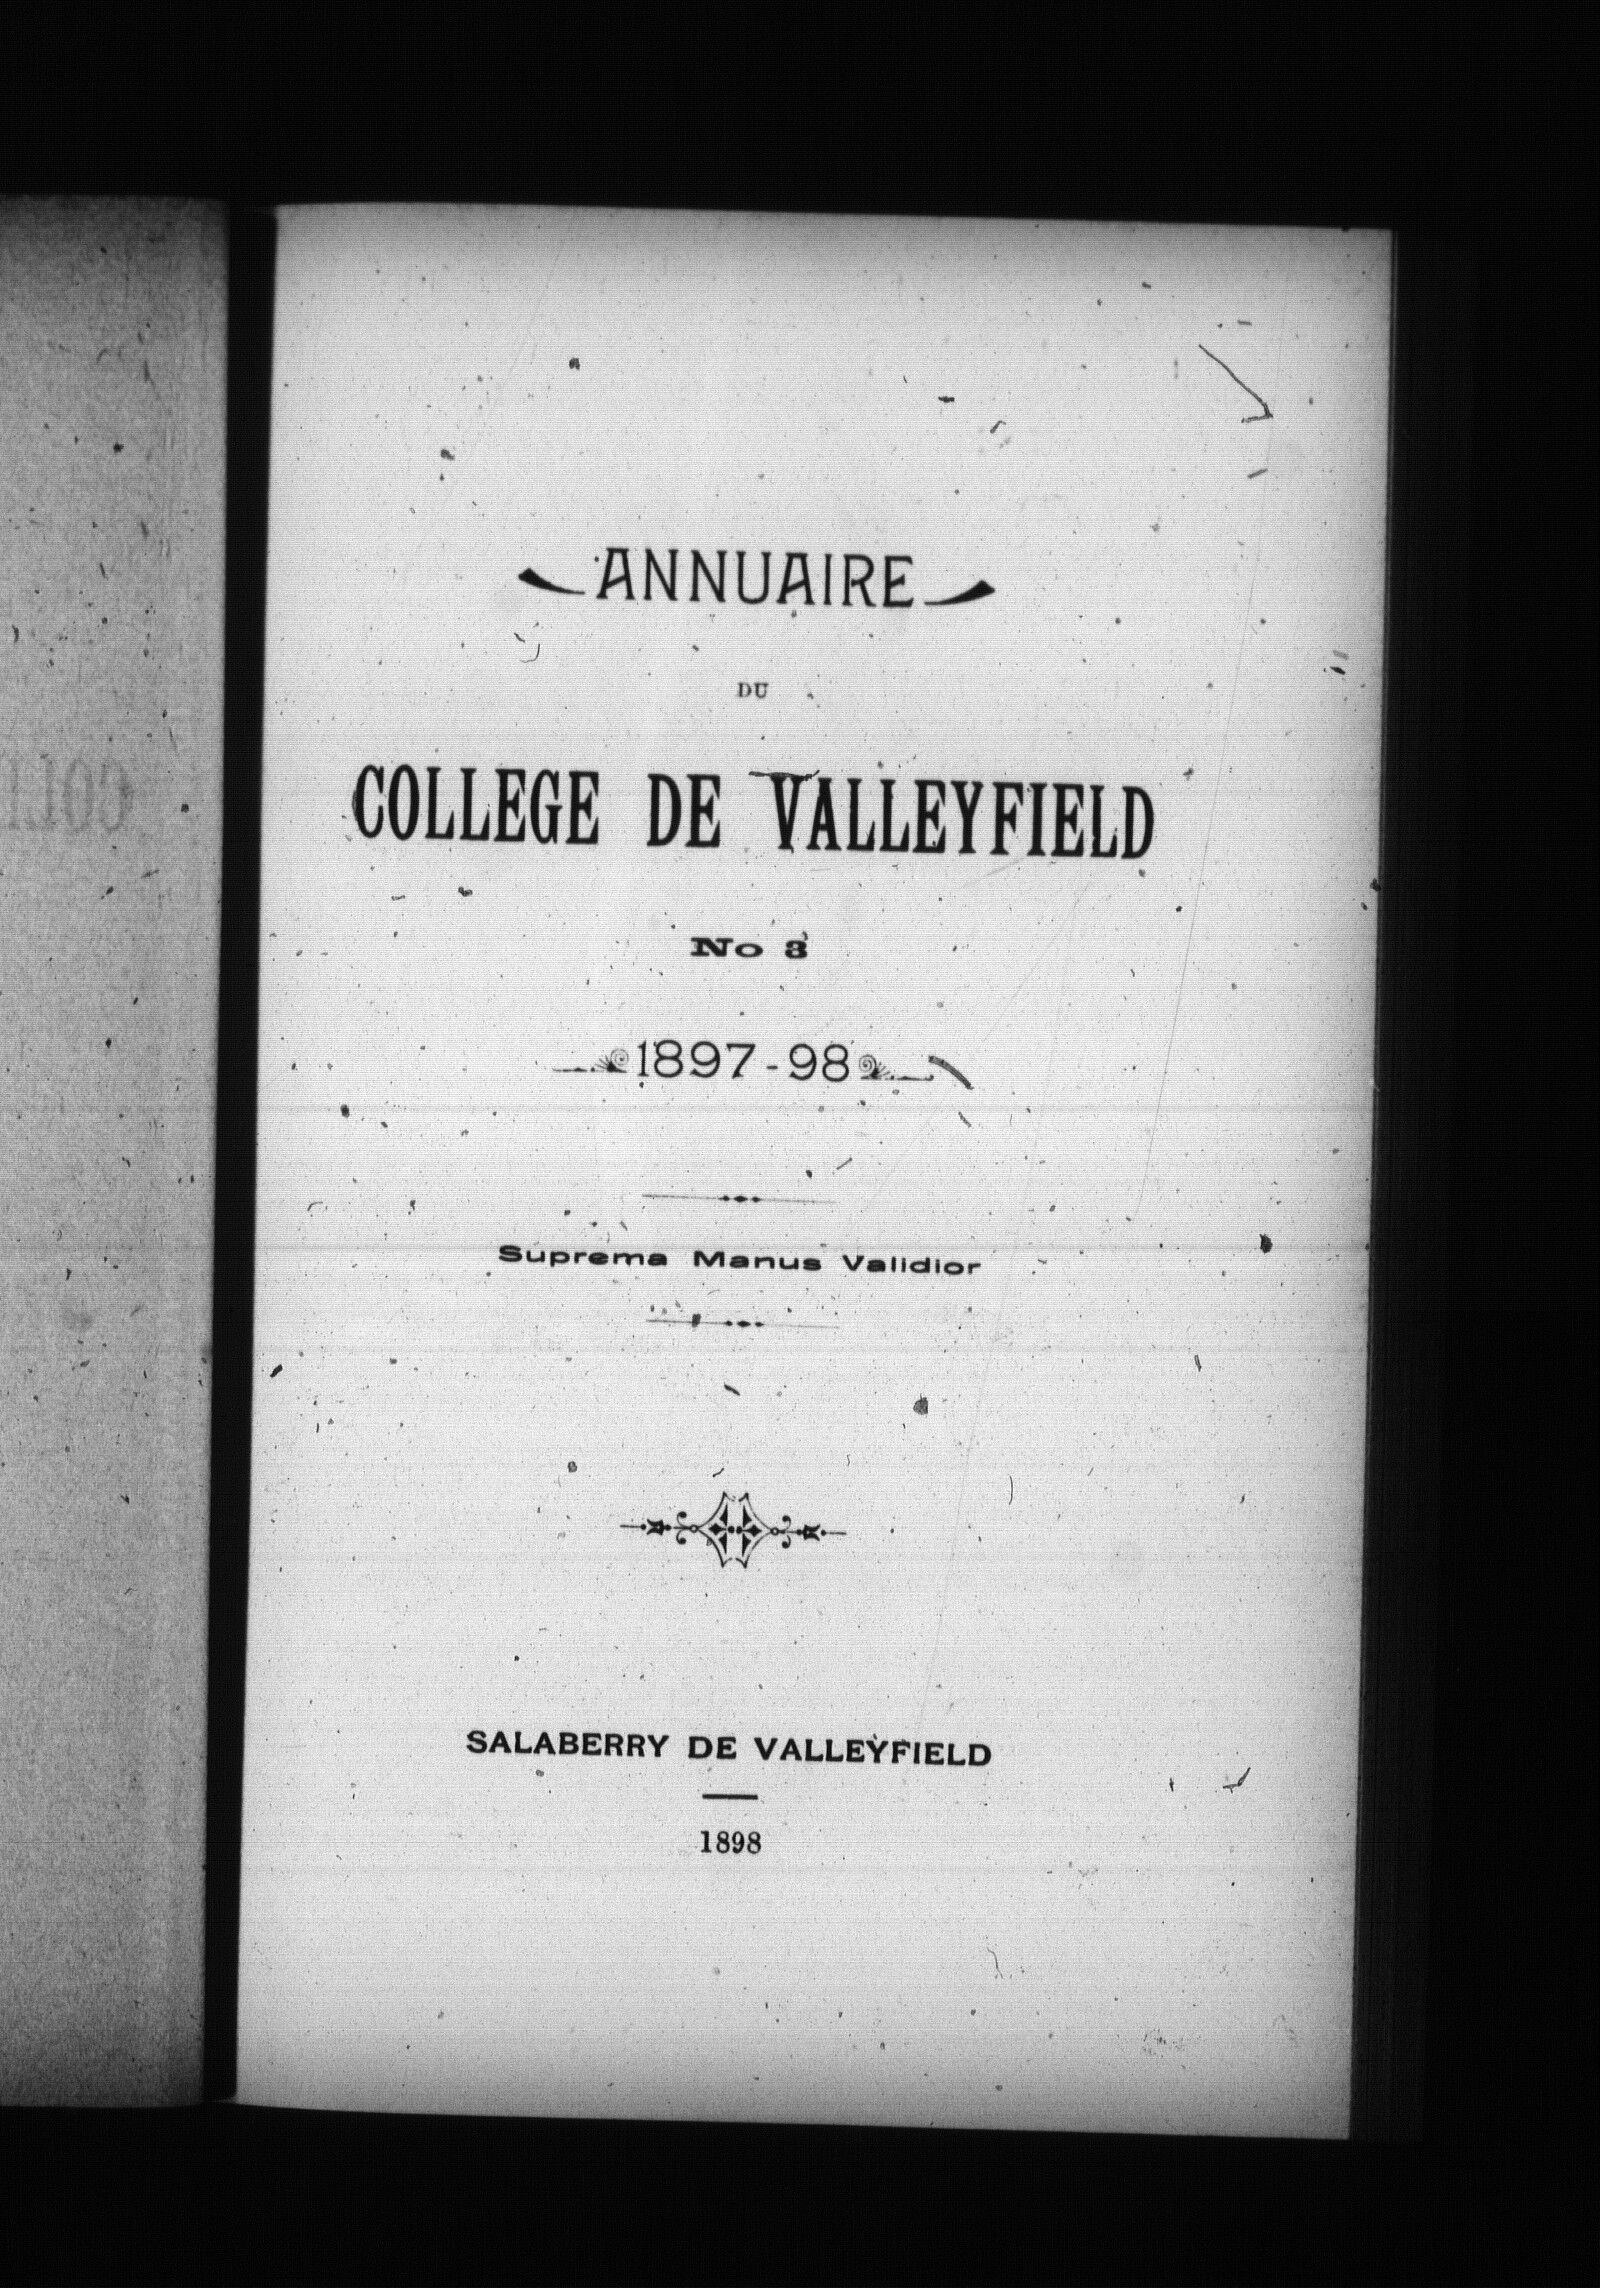 ANNUAIRE
DU
COLLEGE DE VALLEYFIELD
No 3
1897-98
Suprema Manus Validior
SALABERRY DE VALLEYFIELD
1898